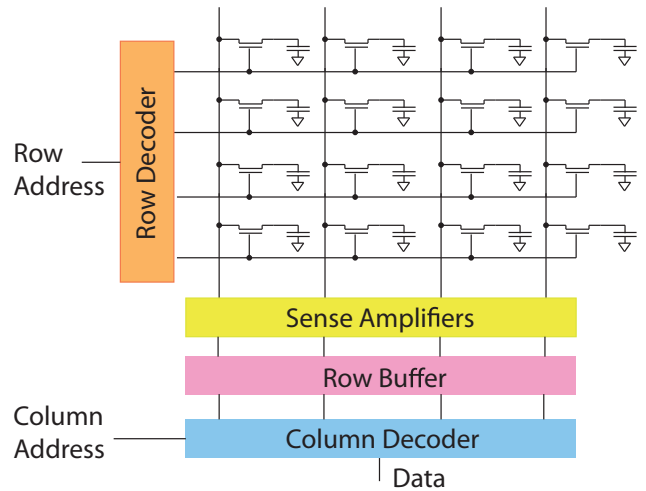 Row
Address
Row Decoder
Sense Amplifiers
Row Buffer
Column
Address
Column Decoder
Data